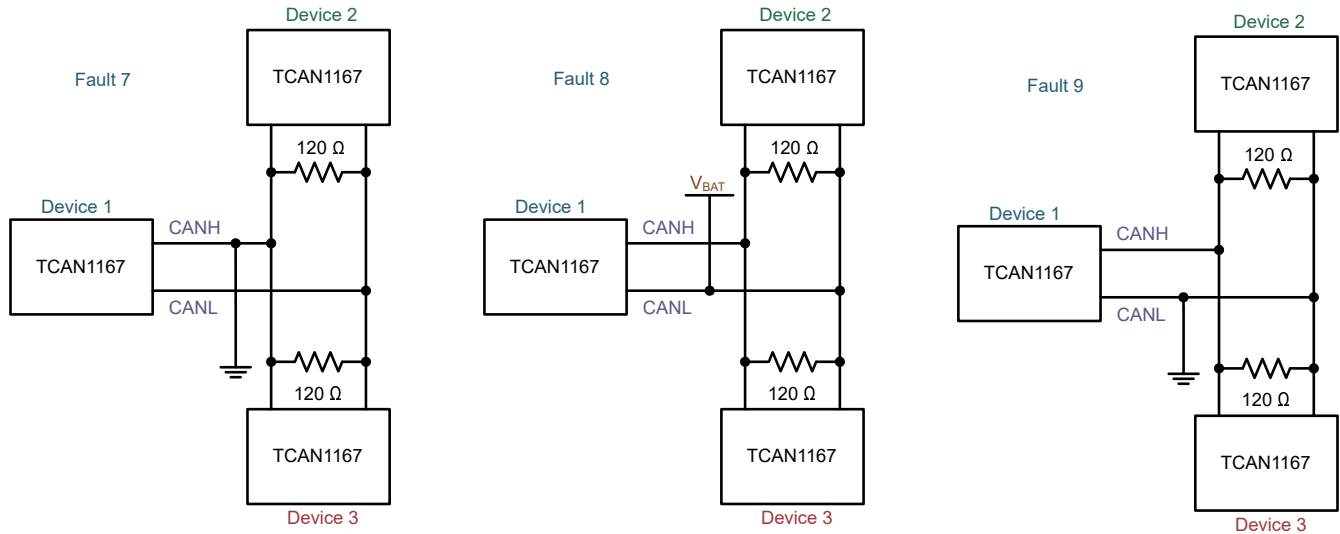 Fault 7
Device 2
TCAN1167
120 Ω
Device 1
TCAN1167
CANH
CANL
120 Ω
TCAN1167
Device 3
Fault 8
Device 2
TCAN1167
120 Ω
VBAT
Device 1
TCAN1167
CANH
CANL
120 Ω
TCAN1167
Device 3
Fault 9
Device 2
TCAN1167
120 Ω
Device 1
TCAN1167
CANH
CANL
120 Ω
TCAN1167
Device 3